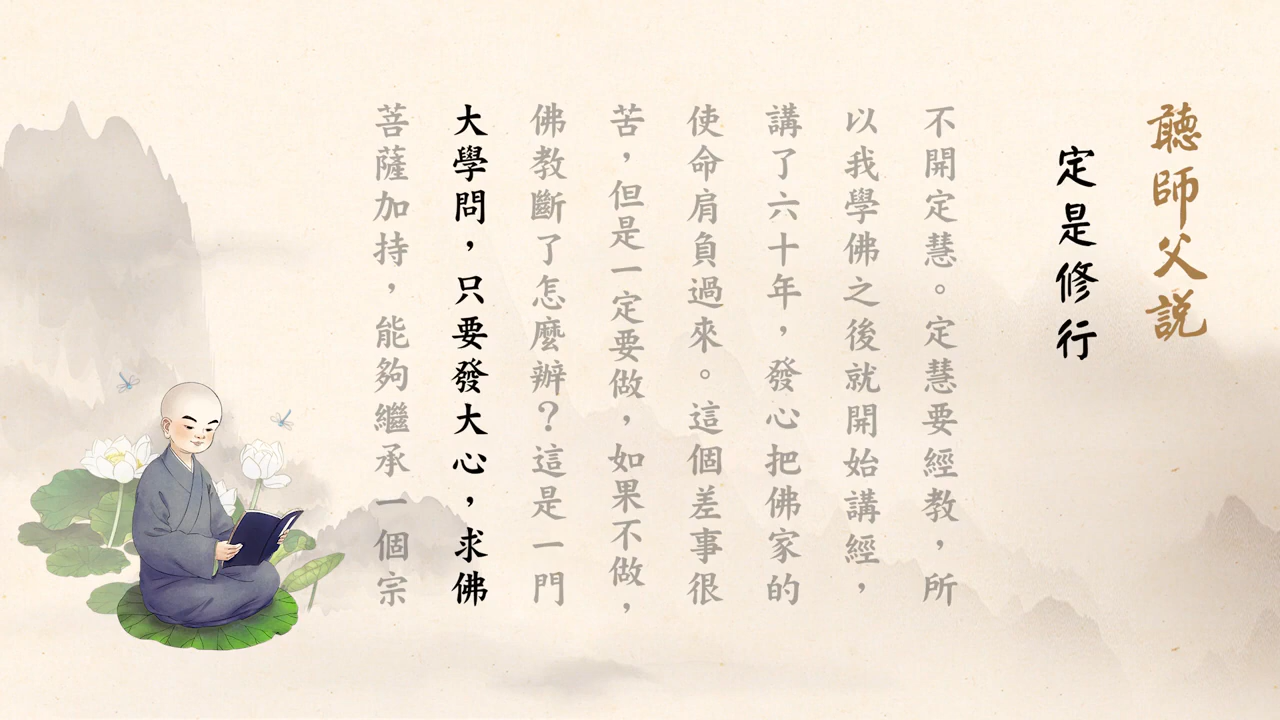 聽師父説
定是修行
不開定慧。定慧要經教，所
以我學佛之後就開始講經，
講了六十年，發心把佛家的
使命肩負過來。這個差事很
苦，但是一定要做，如果不做，
佛教斷了怎麼辦？這是一門
大學問，只要發大心，求佛
菩薩加持，能夠繼承一個宗